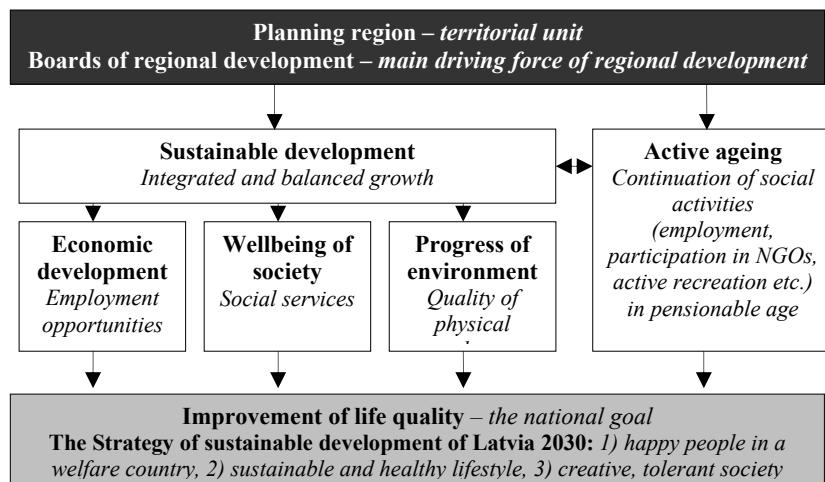 Planning region – territorial unit
Boards of regional development – main driving force of regional development
Sustainable development
Integrated and balanced growth
Active ageing
Continuation of social
activities
(employment,
participation in NGOs,
active recreation etc.)
in pensionable age
Economic
development
Employment
opportunities
Wellbeing of
society
Social services
Progress of
environment
Quality of
physical
Improvement of life quality – the national goal
The Strategy of sustainable development of Latvia 2030: 1) happy people in a
welfare country, 2) sustainable and healthy lifestyle, 3) creative, tolerant society